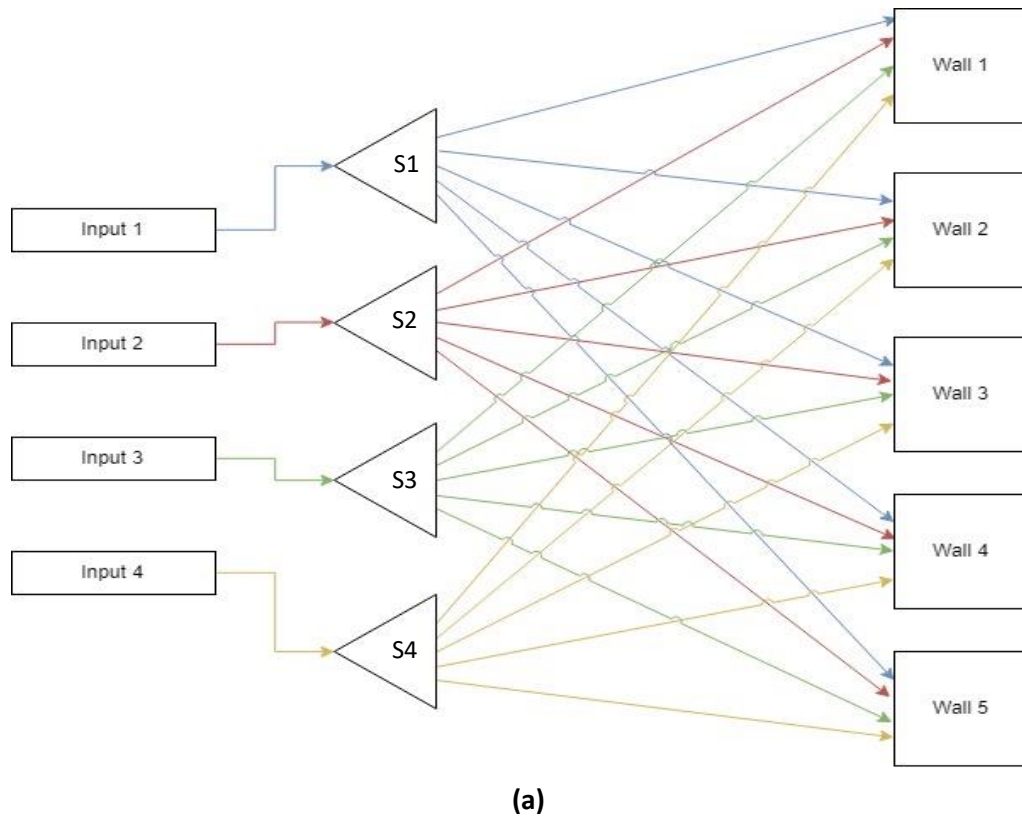 Input 1
Input 2
Input 3
Input 4
S1
S2
S3
S4
Wall 1
Wall 2
Wall 3
Wall 4
Wall 5
(a)